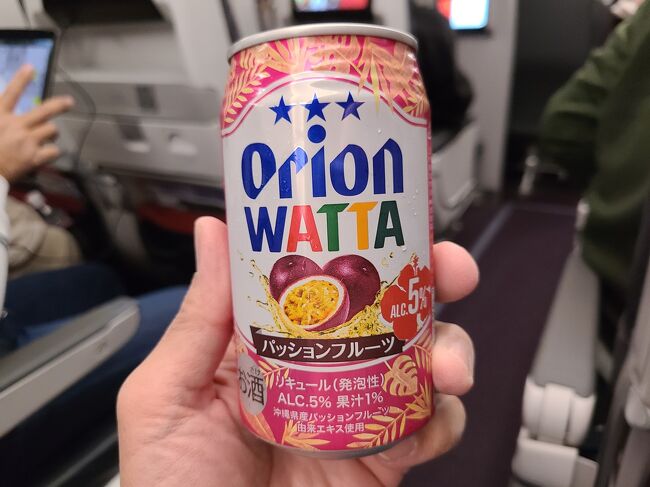 Orion
WATTA
ALC.5%
パッションフルーツ
お酒
リキュール(発泡性)
ALC.5% 果汁1%
沖縄県産パッションフルーツ
由来エキス使用